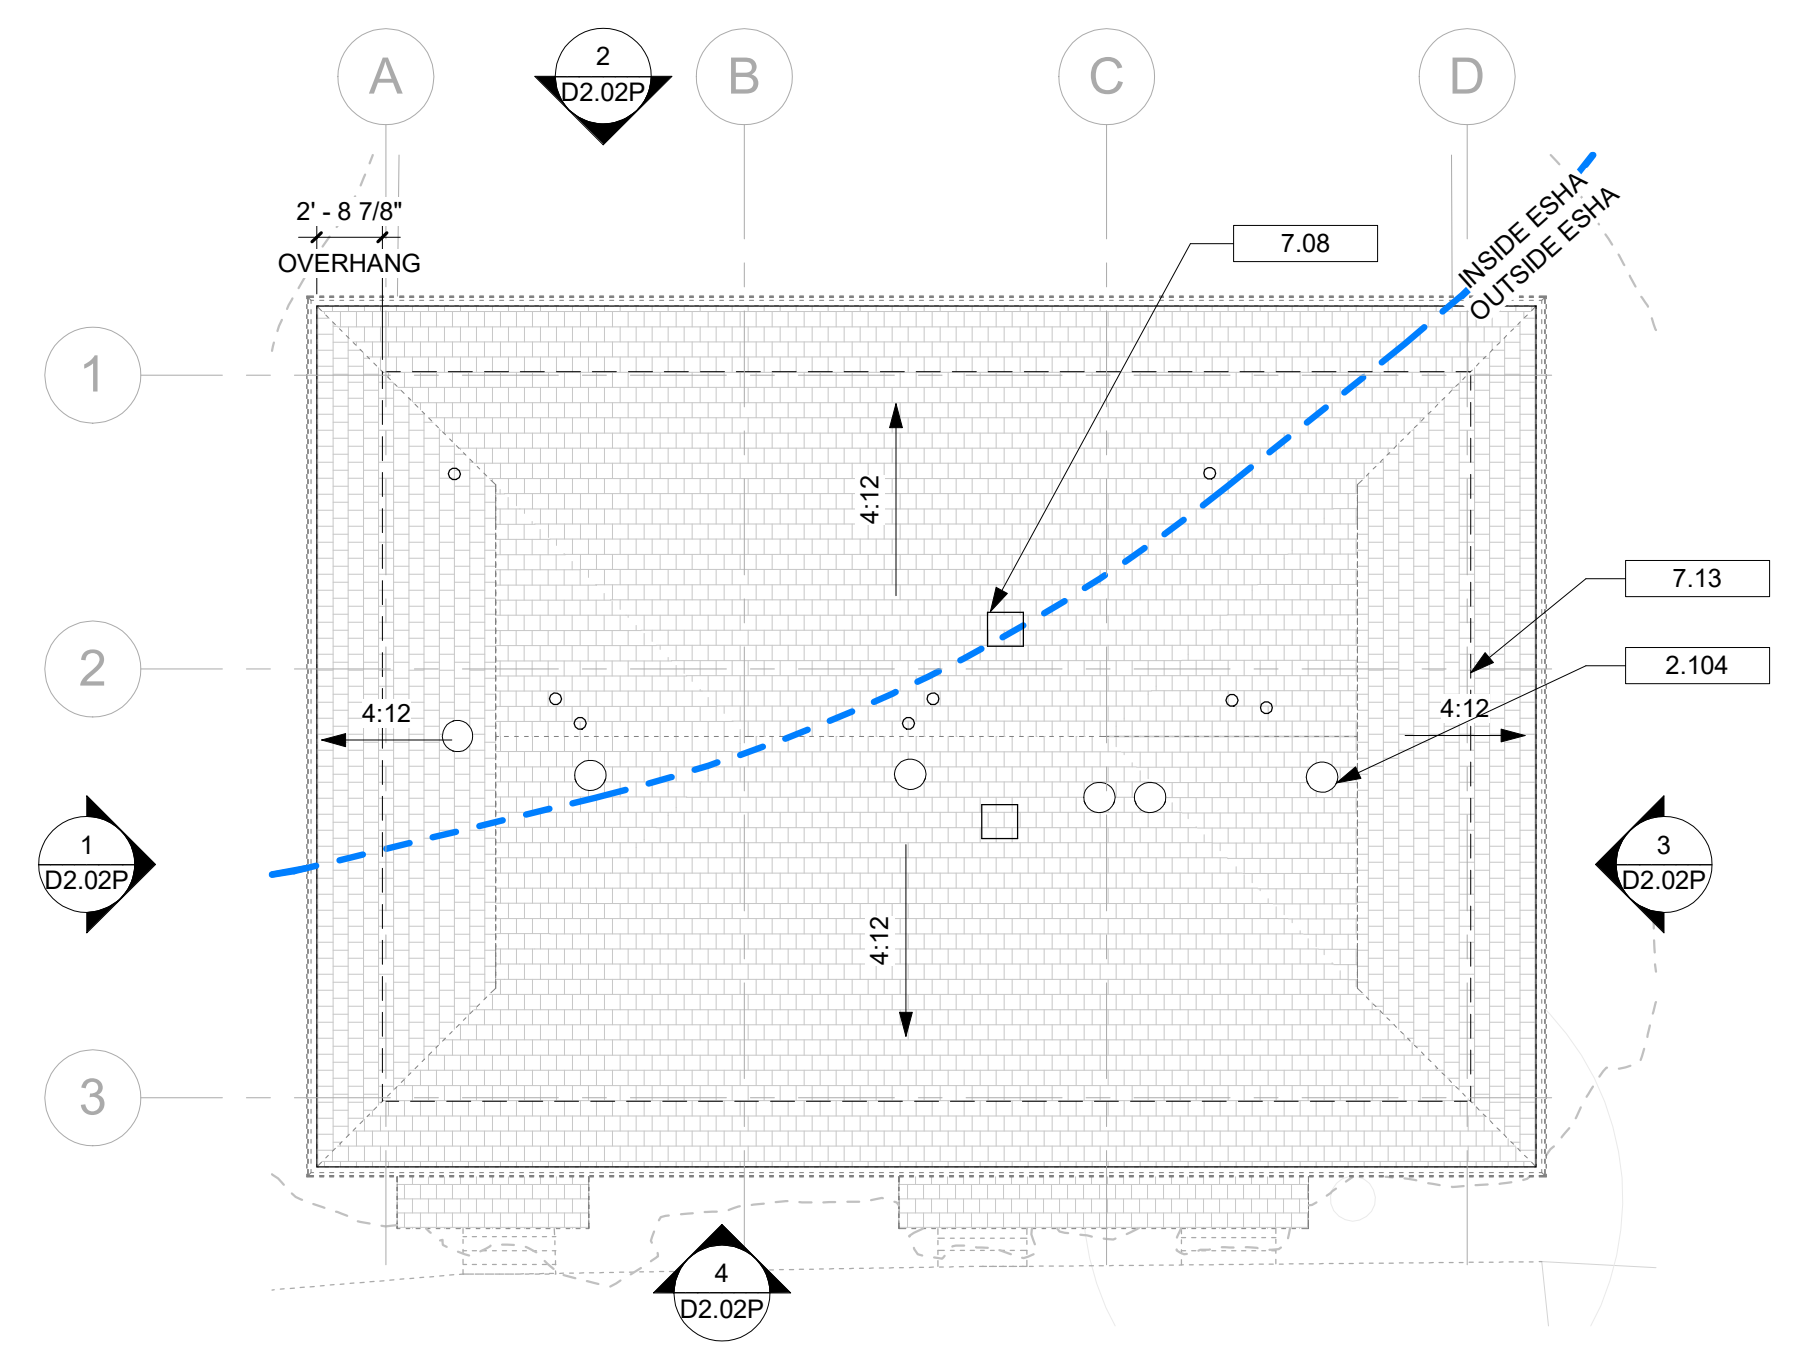 A
2
D2.02P
B
C
D
2' - 8 7/8"
OVERHANG
7.08
INSIDE ESHA
OUTSIDE ESHA
1
4:12
7.13
2
2.104
4:12
4:12
1
D2.02P
3
D2.02P
4:12
3
4
D2.02P